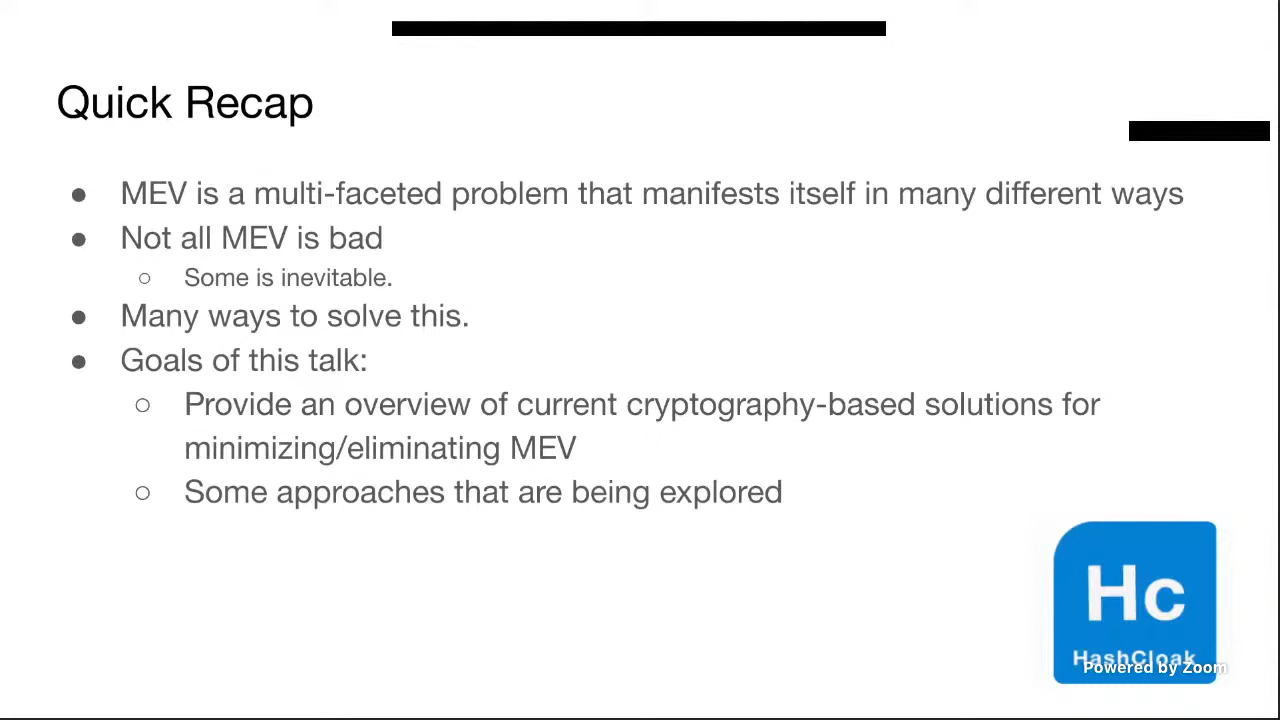 Quick Recap
● MEV is a multi-faceted problem that manifests itself in many different ways
● Not all MEV is bad
○ Some is inevitable.
● Many ways to solve this.
● Goals of this talk:
○ Provide an overview of current cryptography-based solutions for
minimizing/eliminating MEV
○ Some approaches that are being explored
Hc
HashCloak
Powered by Zoom